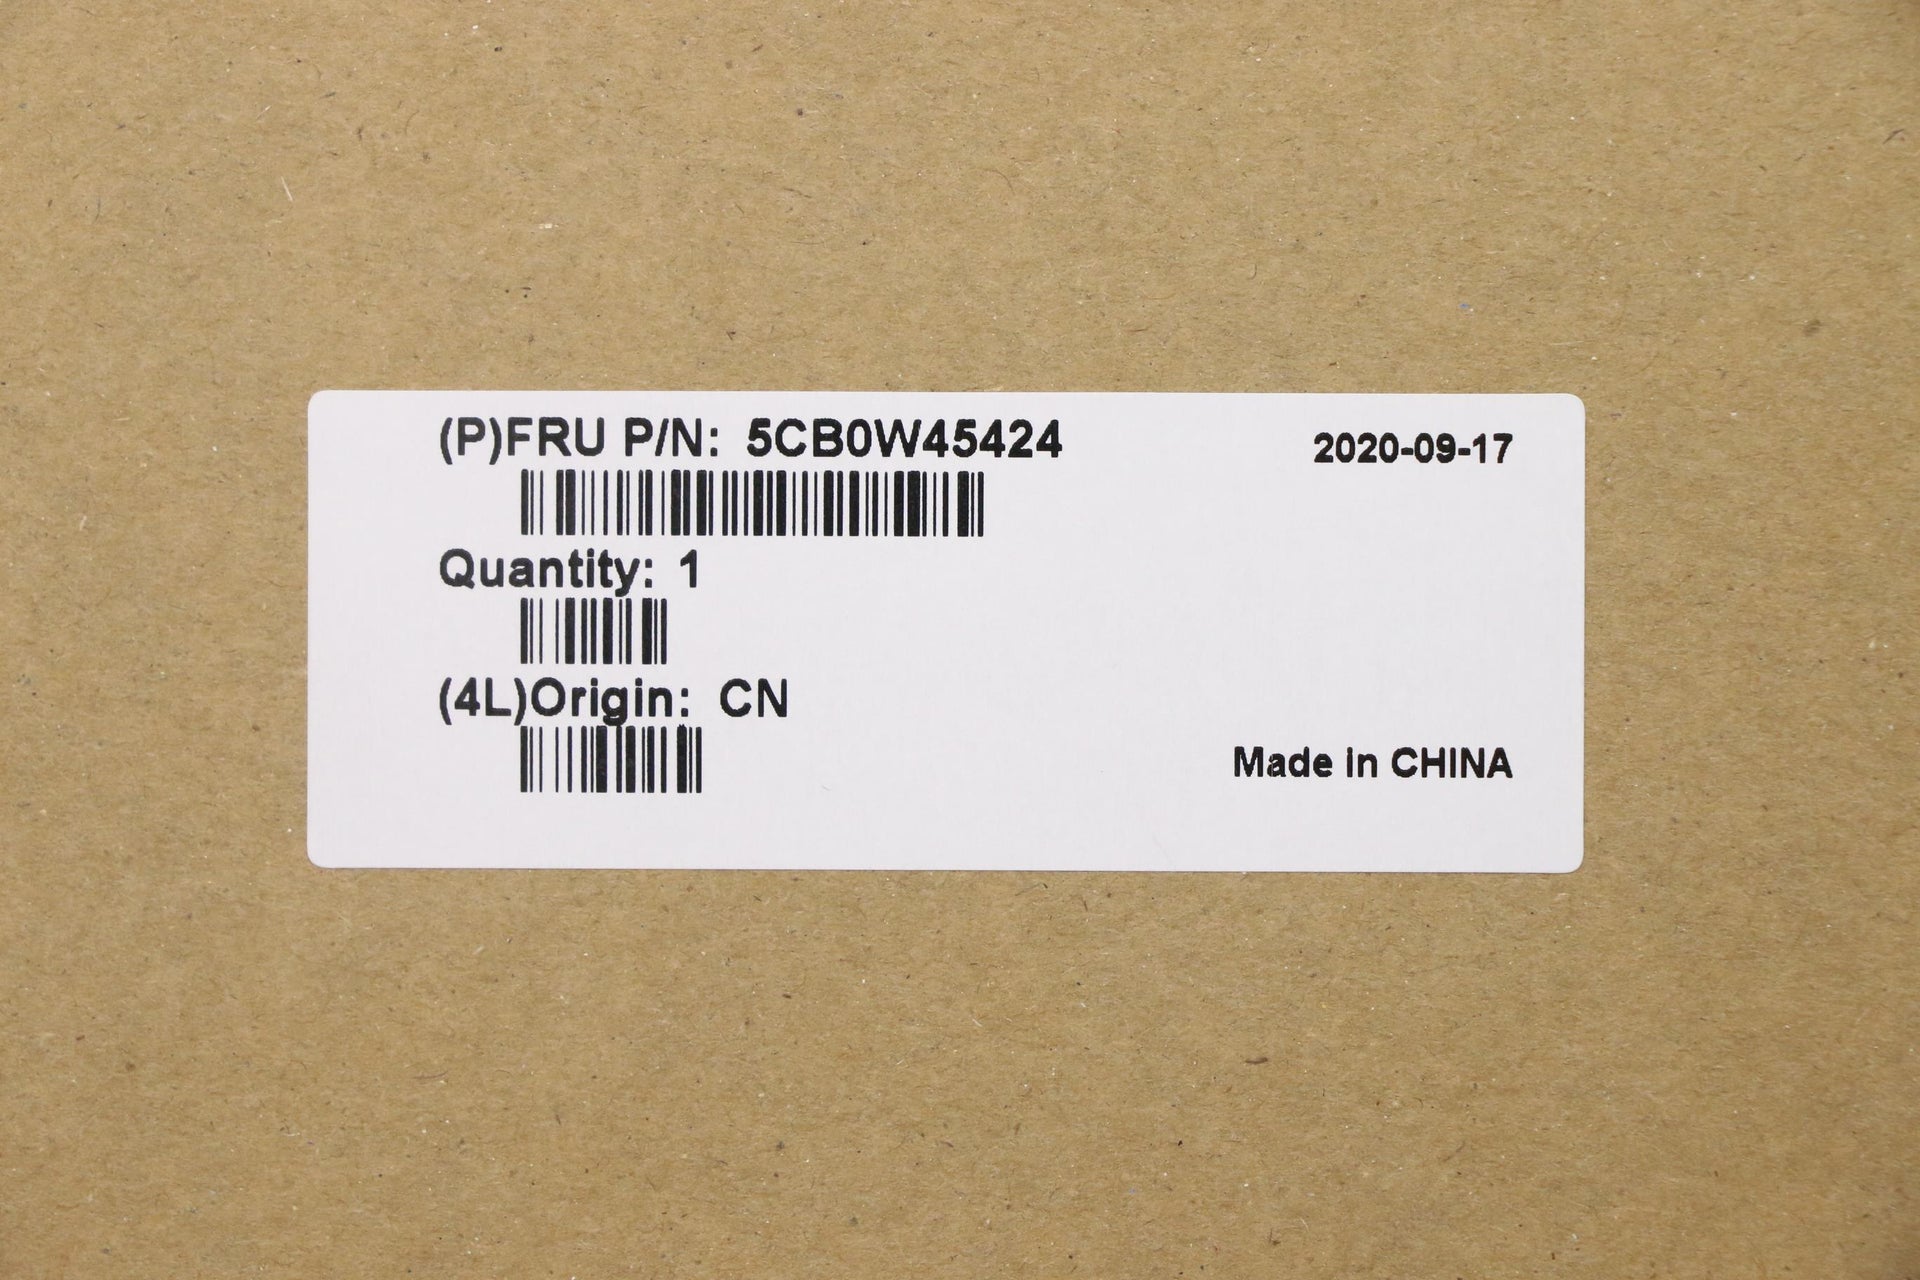 (P)FRU P/N: 5CB0W45424
2020-09-17
Quantity: 1
(4L)Origin: CN
Made in CHINA